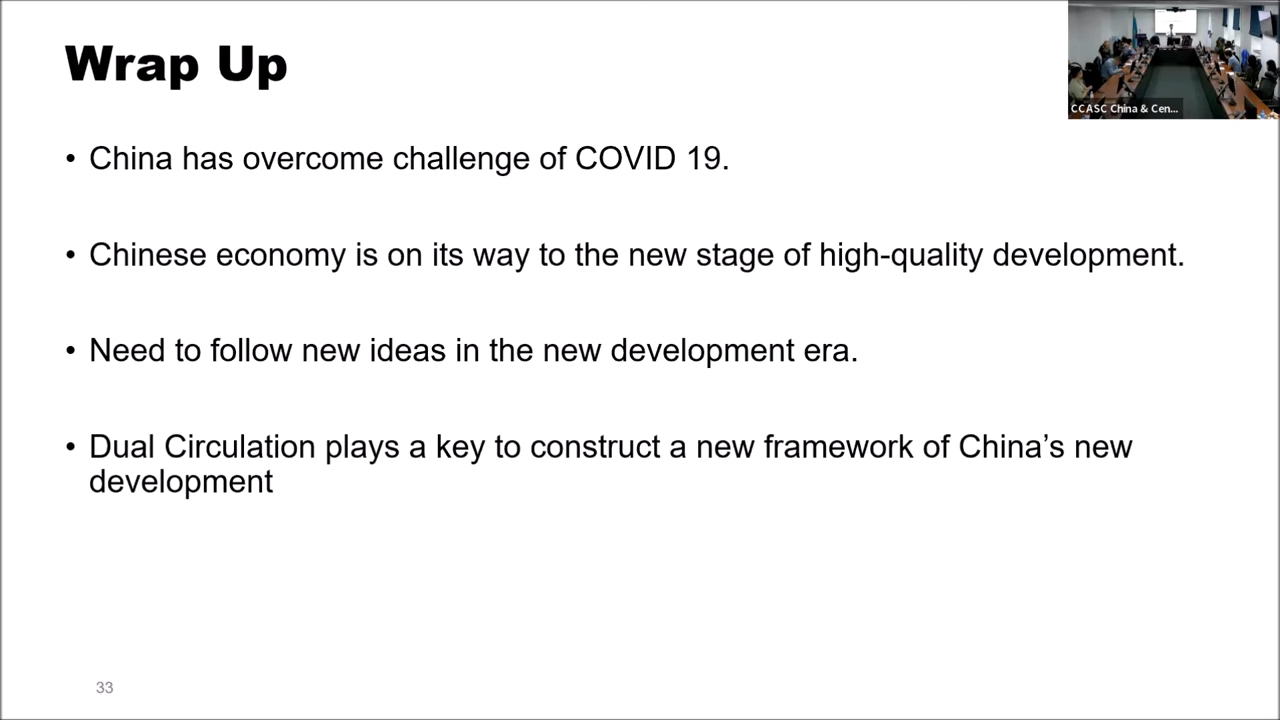 Wrap Up
CCASC China & Cen...
• China has overcome challenge of COVID 19.
• Chinese economy is on its way to the new stage of high-quality development.
• Need to follow new ideas in the new development era.
• Dual Circulation plays a key to construct a new framework of China’s new
development
33